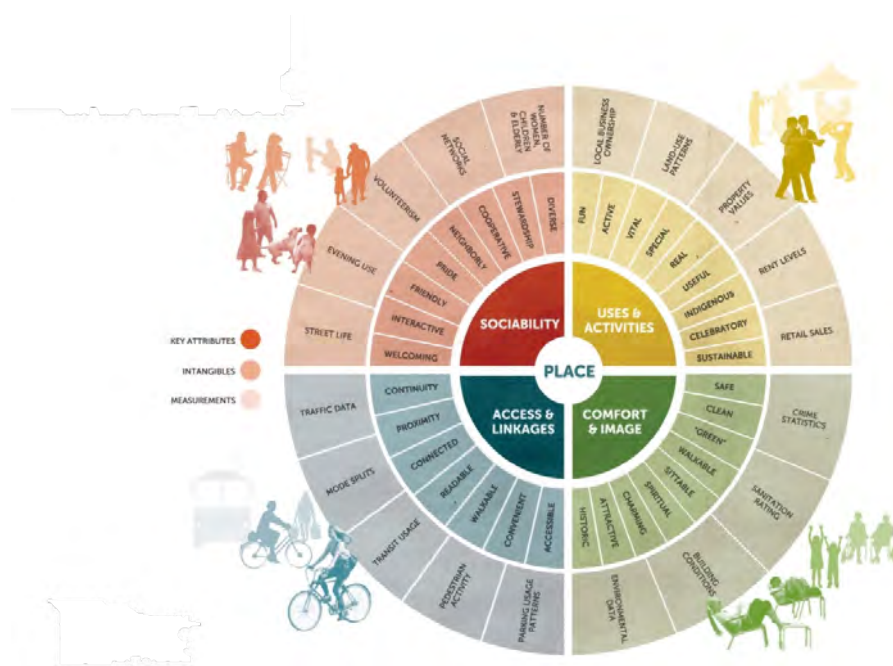 NUMBER OF
WOMEN,
CHILDREN
& ELDERLY
SOCIAL
NETWORKS
VOLUNTEERISM
EVENING USE
STREET LIFE
LOCAL BUSINESS
OWNERSHIP
LAND-USE
PATTERNS
PROPERTY
VALUES
RENT LEVELS
RETAIL SALES
DIVERSE
STEWARDSHIP
COOPERATIVE
NEIGHBORLY
PRIDE
FRIENDLY
INTERACTIVE
WELCOMING
FUN
ACTIVE
VITAL
SPECIAL
REAL
USEFUL
INDIGENOUS
CELEBRATORY
SUSTAINABLE
SOCIABILITY
USES &
ACTIVITIES
PLACE
ACCESS &
LINKAGES
COMFORT
& IMAGE
KEY ATTRIBUTES
INTANGIBLES
MEASUREMENTS
CONTINUITY
PROXIMITY
CONNECTED
READABLE
WALKABLE
CONVENIENT
ACCESSIBLE
SAFE
CLEAN
"GREEN"
WALKABLE
SITTABLE
SPIRITUAL
CHARMING
ATTRACTIVE
HISTORIC
TRAFFIC DATA
MODE SPLITS
TRANSIT USAGE
PEDESTRIAN
ACTIVITY
PARKING USAGE
PATTERNS
CRIME
STATISTICS
SANITATION
RATING
BUILDING
CONDITIONS
ENVIRONMENTAL
DATA